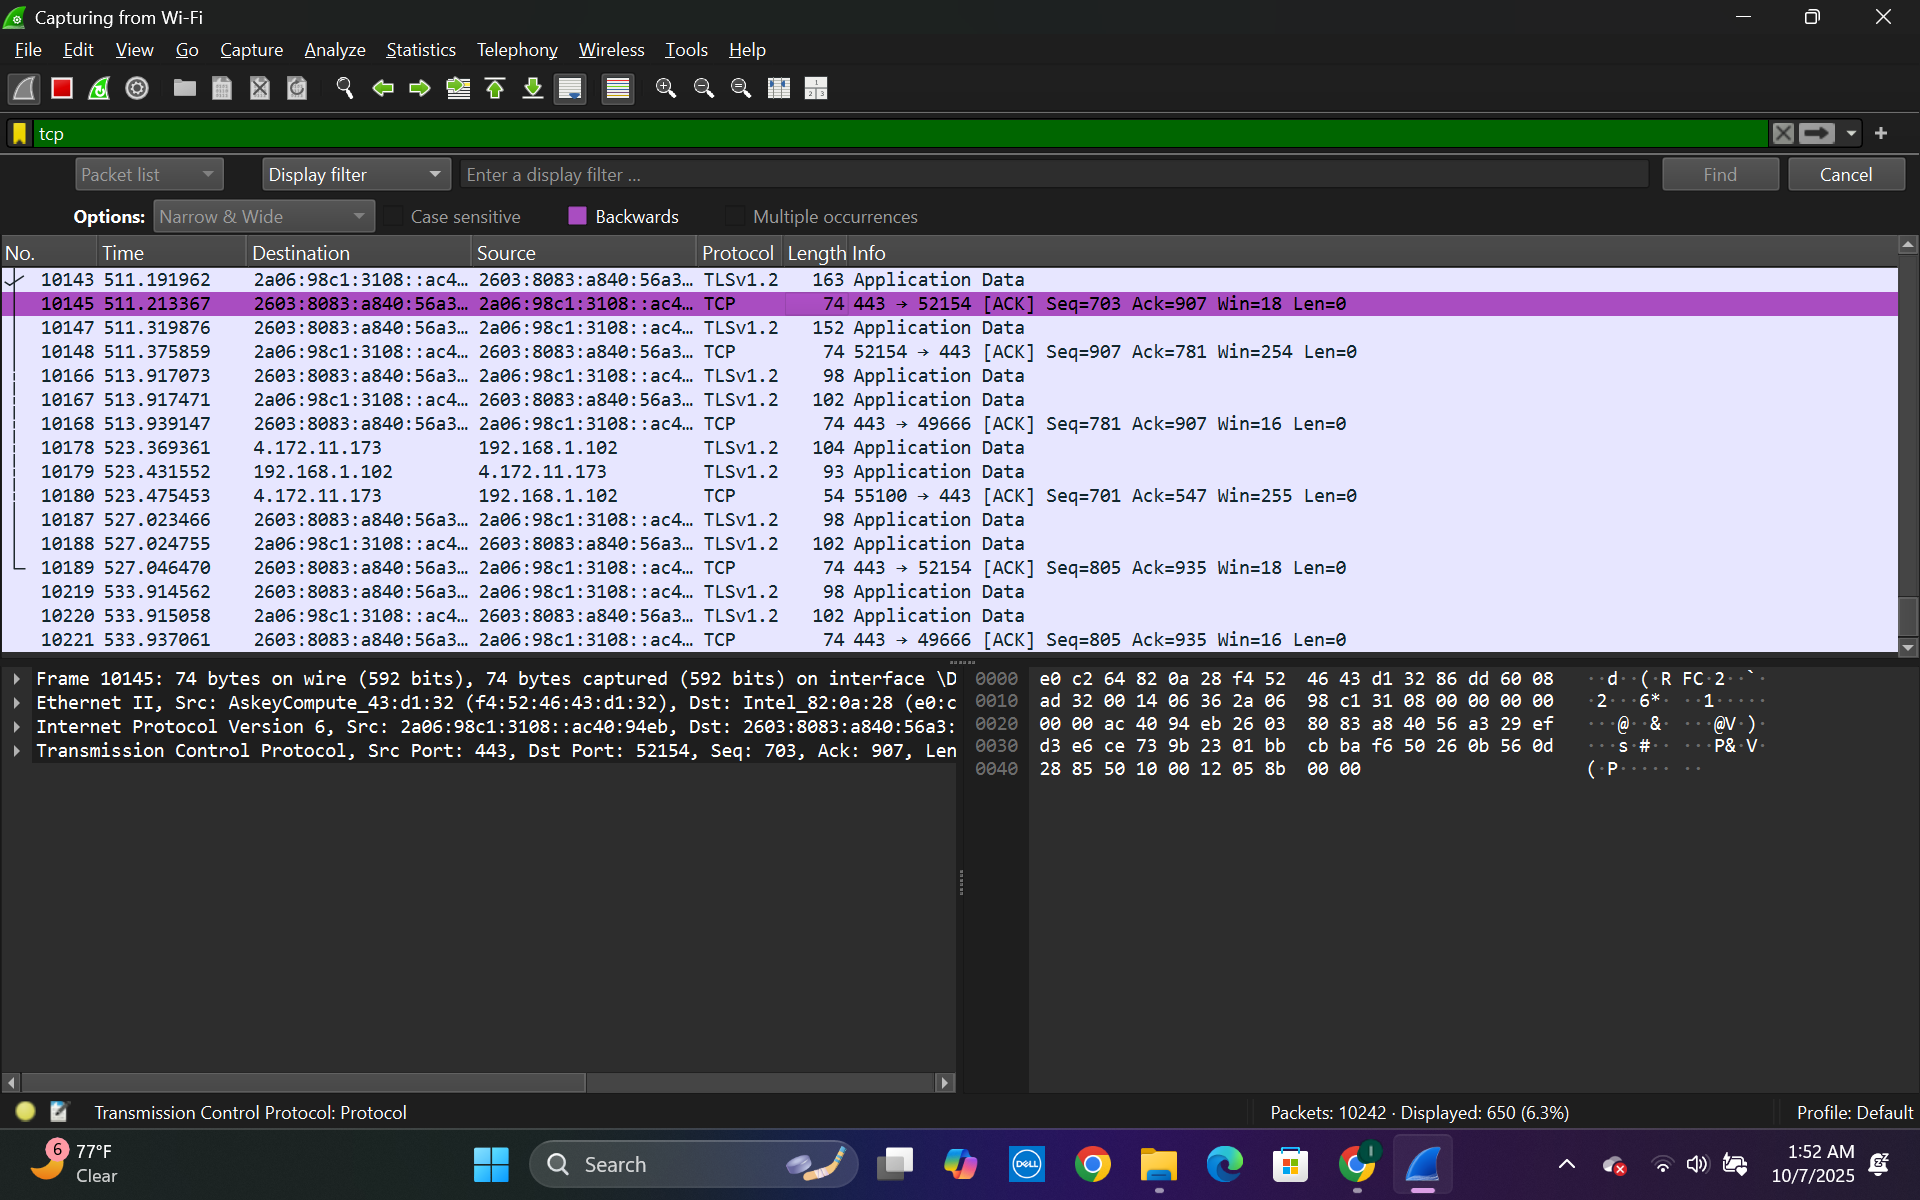 Capturing from Wi-Fi
File Edit View Go Capture Analyze Statistics Telephony Wireless Tools Help
tcp
Packet list Display filter Enter a display filter ... Find Cancel
Options: Narrow & Wide Case sensitive Backwards Multiple occurrences
No. Time Destination Source Protocol Length Info
10143 511.191962 2a06:98c1:3108::ac4… 2603:8083:a840:56a3… TLSv1.2 163 Application Data
10145 511.213367 2603:8083:a840:56a3… 2a06:98c1:3108::ac4… TCP 74 443 → 52154 [ACK] Seq=703 Ack=907 Win=18 Len=0
10147 511.319876 2603:8083:a840:56a3… 2a06:98c1:3108::ac4… TLSv1.2 152 Application Data
10148 511.375859 2a06:98c1:3108::ac4… 2603:8083:a840:56a3… TCP 74 52154 → 443 [ACK] Seq=907 Ack=781 Win=254 Len=0
10166 513.917073 2603:8083:a840:56a3… 2a06:98c1:3108::ac4… TLSv1.2 98 Application Data
10167 513.917471 2a06:98c1:3108::ac4… 2603:8083:a840:56a3… TLSv1.2 102 Application Data
10168 513.939147 2603:8083:a840:56a3… 2a06:98c1:3108::ac4… TCP 74 443 → 49666 [ACK] Seq=781 Ack=907 Win=16 Len=0
10178 523.369361 4.172.11.173 192.168.1.102 TLSv1.2 104 Application Data
10179 523.431552 192.168.1.102 4.172.11.173 TLSv1.2 93 Application Data
10180 523.475453 4.172.11.173 192.168.1.102 TCP 54 55100 → 443 [ACK] Seq=701 Ack=547 Win=255 Len=0
10187 527.023466 2603:8083:a840:56a3… 2a06:98c1:3108::ac4… TLSv1.2 98 Application Data
10188 527.024755 2a06:98c1:3108::ac4… 2603:8083:a840:56a3… TLSv1.2 102 Application Data
10189 527.046470 2603:8083:a840:56a3… 2a06:98c1:3108::ac4… TCP 74 443 → 52154 [ACK] Seq=805 Ack=935 Win=18 Len=0
10219 533.914562 2603:8083:a840:56a3… 2a06:98c1:3108::ac4… TLSv1.2 98 Application Data
10220 533.915058 2a06:98c1:3108::ac4… 2603:8083:a840:56a3… TLSv1.2 102 Application Data
10221 533.937061 2603:8083:a840:56a3… 2a06:98c1:3108::ac4… TCP 74 443 → 49666 [ACK] Seq=805 Ack=935 Win=16 Len=0
Frame 10145: 74 bytes on wire (592 bits), 74 bytes captured (592 bits) on interface \D
Ethernet II, Src: AskeyCompute_43:d1:32 (f4:52:46:43:d1:32), Dst: Intel_82:0a:28 (e0:c
Internet Protocol Version 6, Src: 2a06:98c1:3108::ac40:94eb, Dst: 2603:8083:a840:56a3:
Transmission Control Protocol, Src Port: 443, Dst Port: 52154, Seq: 703, Ack: 907, Len
0000 e0 c2 64 82 0a 28 f4 52 46 43 d1 32 86 dd 60 08 ··d··(·R FC·2··`·
0010 ad 32 00 14 06 36 2a 06 98 c1 31 08 00 00 00 00 ·2···6*· ··1·····
0020 00 00 ac 40 94 eb 26 03 80 83 a8 40 56 a3 29 ef ···@··&· ···@V·)·
0030 d3 e6 ce 73 9b 23 01 bb cb ba f6 50 26 0b 56 0d ···s·#·· ···P&·V·
0040 28 85 50 10 00 12 05 8b 00 00 (·P····· ··
Transmission Control Protocol: Protocol Packets: 10242 · Displayed: 650 (6.3%) Profile: Default
6 77°F
Clear
Search
DELL
1:52 AM
10/7/2025